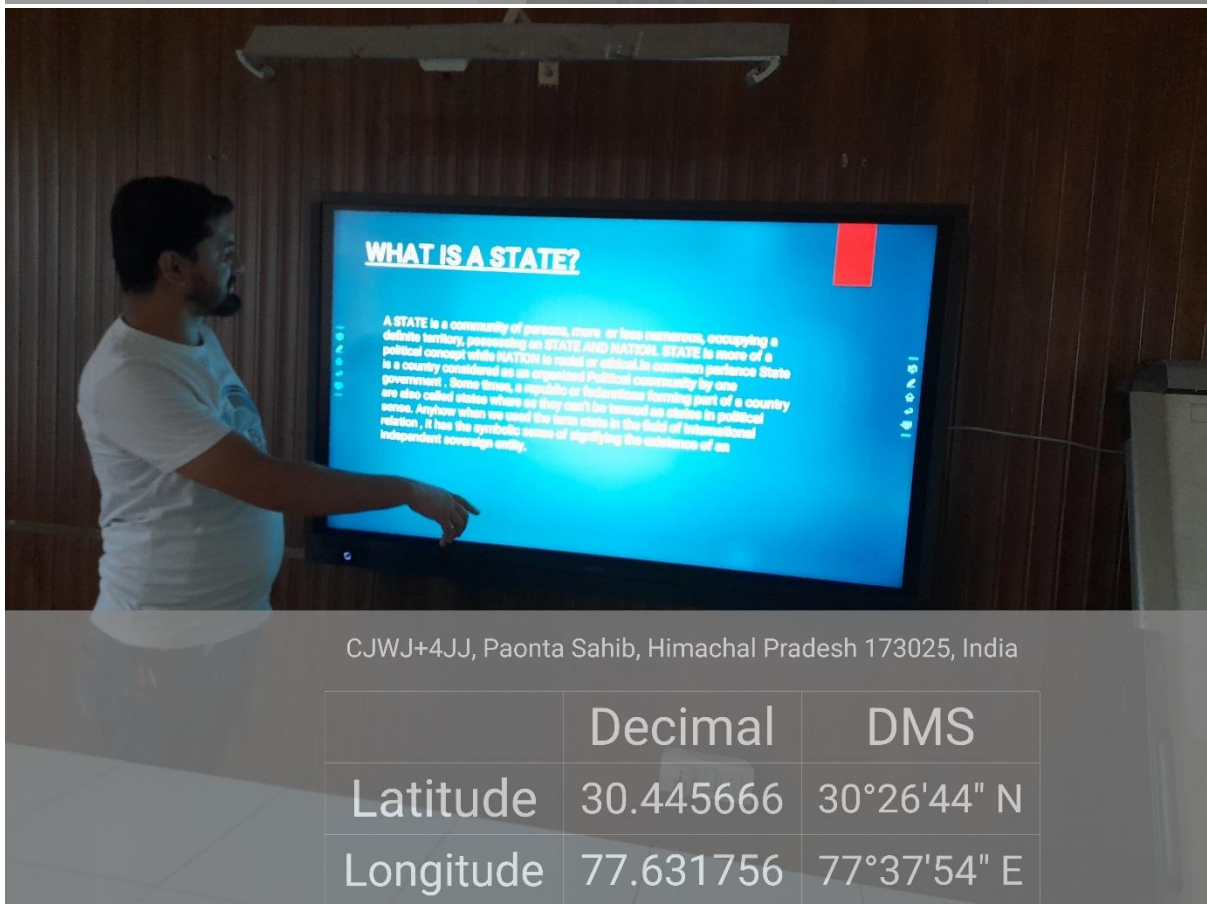 WHAT IS A STATE?
A STATE is a community of persons, more or less numerous, occupying a
definite territory, possessing an STATE AND NATION. STATE is more of a
political concept while NATION is racial or ethical.In common parlance State
is a country considered as an organized Political community by one
government . Some times, a republic or federations forming part of a country
are also called states where as they can't be termed as states in political
sense. Anyhow when we used the term state in the field of International
relation , it has the symbolic sense of signifying the existence of an
independent sovereign entity.
CJWJ+4JJ, Paonta Sahib, Himachal Pradesh 173025, India
Decimal DMS
Latitude 30.445666 30°26'44" N
Longitude 77.631756 77°37'54" E